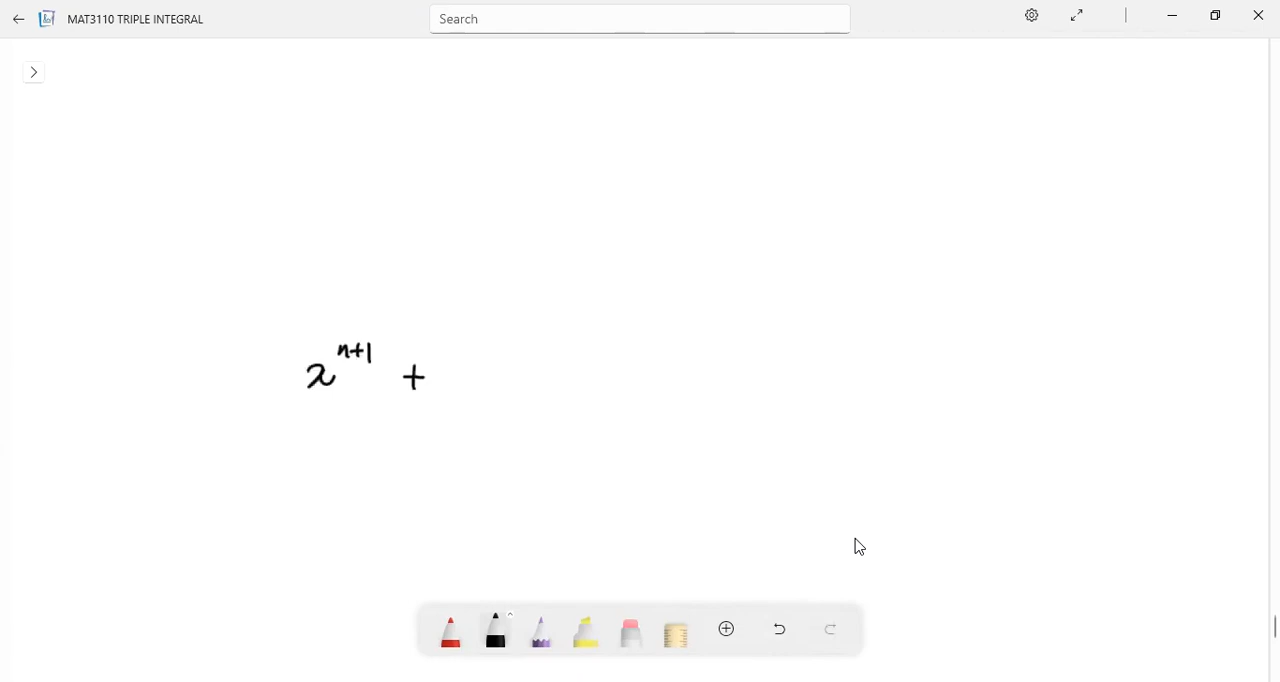 MAT3110 TRIPLE INTEGRAL
Search
x^{n+1} +